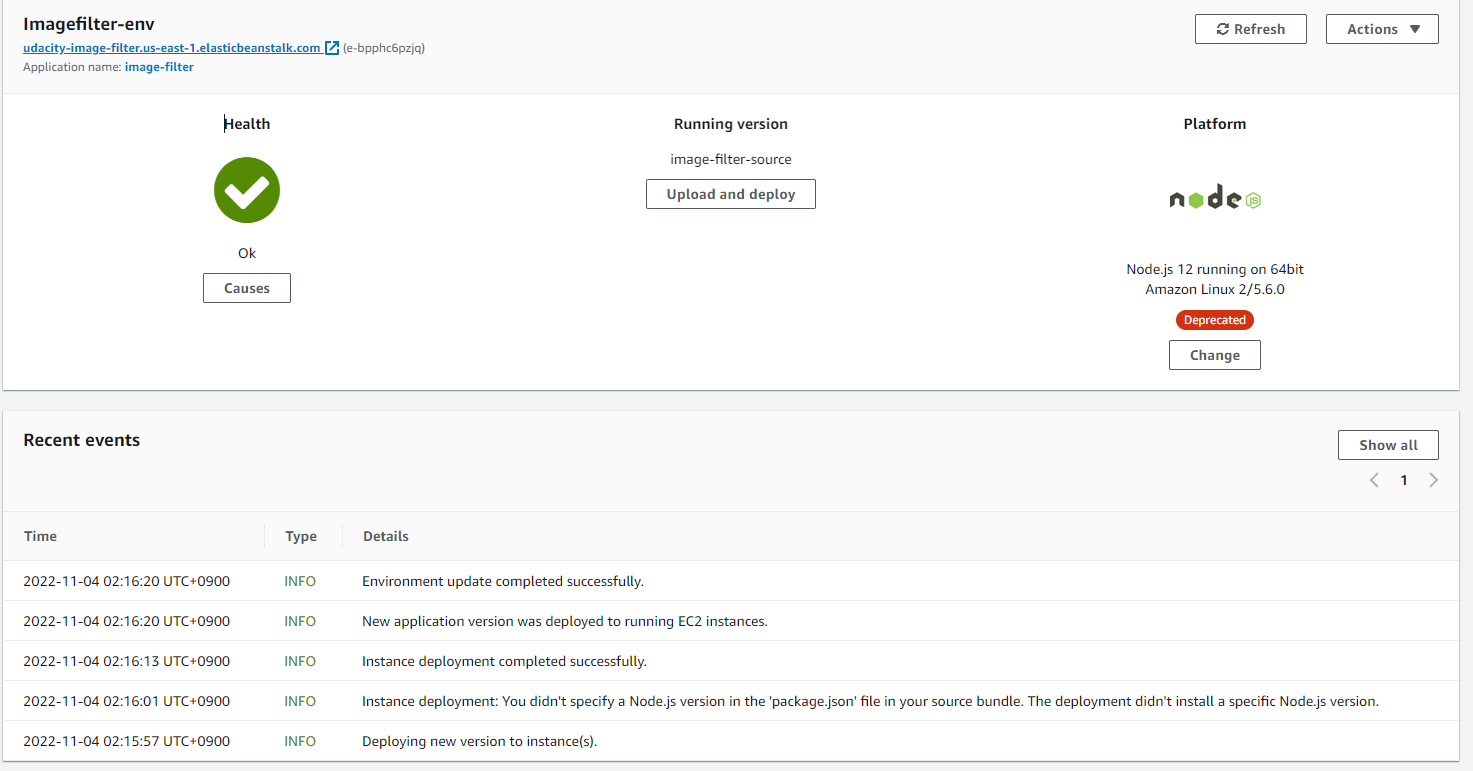 Imagefilter-env
Refresh
Actions
udacity-image-filter.us-east-1.elasticbeanstalk.com (e-bpphc6pzjq)
Application name: image-filter
Health
Ok
Causes
Running version
image-filter-source
Upload and deploy
Platform
node JS
Node.js 12 running on 64bit
Amazon Linux 2/5.6.0
Deprecated
Change
Recent events
Show all
1
Time Type Details
2022-11-04 02:16:20 UTC+0900 INFO Environment update completed successfully.
2022-11-04 02:16:20 UTC+0900 INFO New application version was deployed to running EC2 instances.
2022-11-04 02:16:13 UTC+0900 INFO Instance deployment completed successfully.
2022-11-04 02:16:01 UTC+0900 INFO Instance deployment: You didn't specify a Node.js version in the 'package.json' file in your source bundle. The deployment didn't install a specific Node.js version.
2022-11-04 02:15:57 UTC+0900 INFO Deploying new version to instance(s).